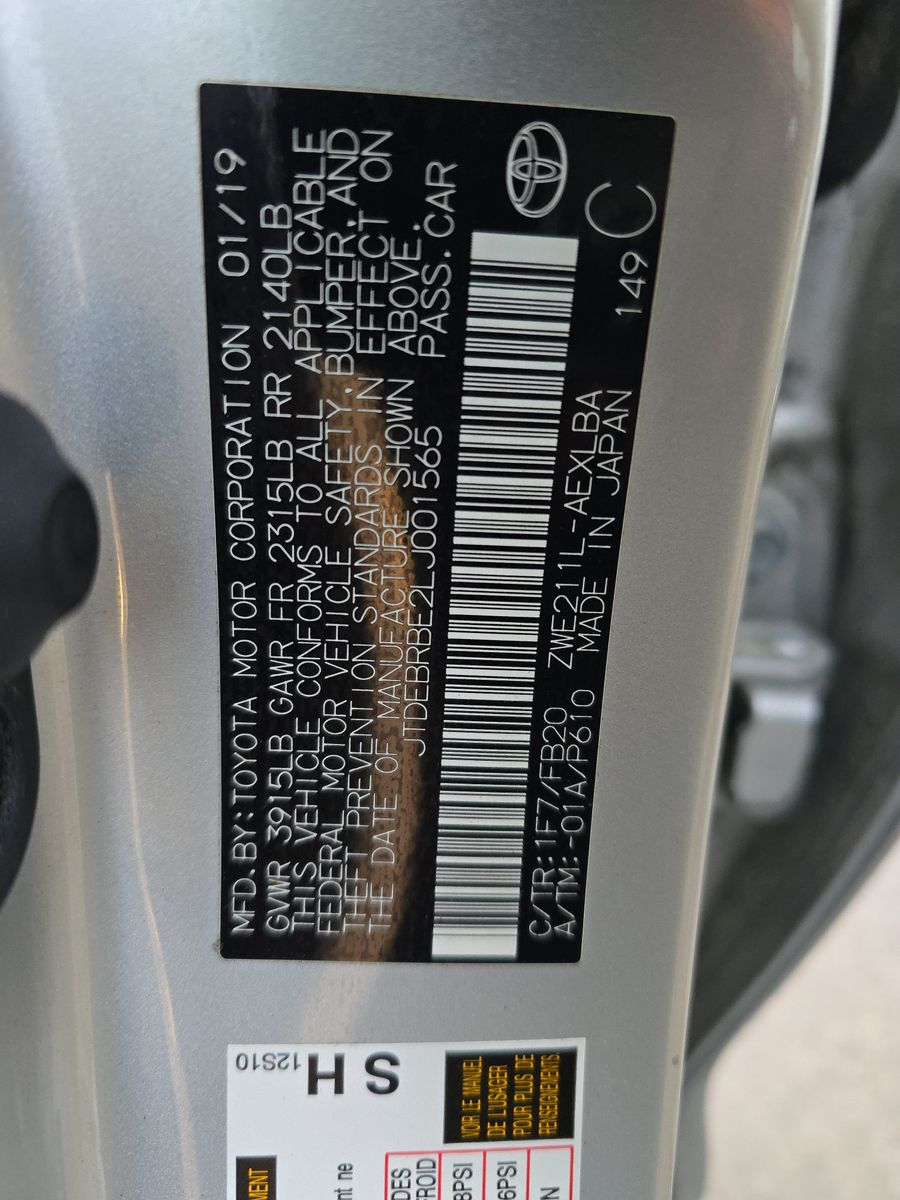 MFD.BY:TOYOTA MOTOR CORPORATION 01/19
GVWR 3915LB GAWR FR 2315LB RR 2140LB
THIS VEHICLE CONFORMS TO ALL APPLICABLE
FEDERAL MOTOR VEHICLE SAFETY,BUMPER,AND
THEFT PREVENTION STANDARDS IN EFFECT ON
THE DATE OF MANUFACTURE SHOWN ABOVE.
JTDEBRBE2LJ001565 PASS.CAR
C/TR:1F7/FB20 ZWE211L-AEXLBA 149
A/TM:-01A/P610 MADE IN JAPAN
C
12S10
SH
VOIR LE MANUEL
DE L'USAGER
POUR PLUS DE
RENSEIGNEMENTS